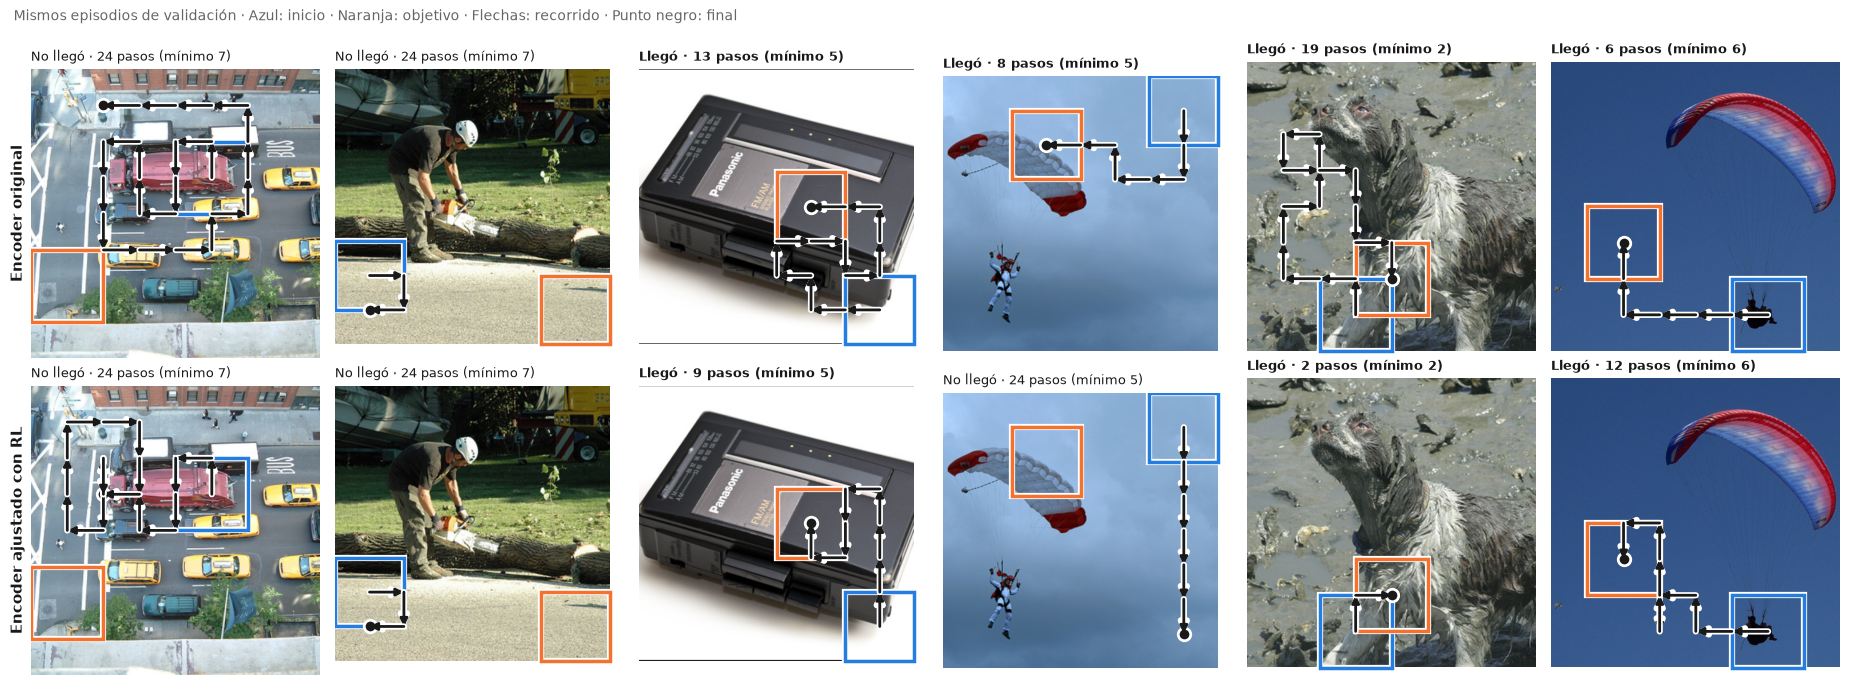 Mismos episodios de validación · Azul: inicio · Naranja: objetivo · Flechas: recorrido · Punto negro: final
Encoder original
No llegó · 24 pasos (mínimo 7)
No llegó · 24 pasos (mínimo 7)
Llegó · 13 pasos (mínimo 5)
Llegó · 8 pasos (mínimo 5)
Llegó · 19 pasos (mínimo 2)
Llegó · 6 pasos (mínimo 6)
BUS
Panasonic
FM/AM
Encoder ajustado con RL
No llegó · 24 pasos (mínimo 7)
No llegó · 24 pasos (mínimo 7)
Llegó · 9 pasos (mínimo 5)
No llegó · 24 pasos (mínimo 5)
Llegó · 2 pasos (mínimo 2)
Llegó · 12 pasos (mínimo 6)
BUS
Panasonic
FM/AM